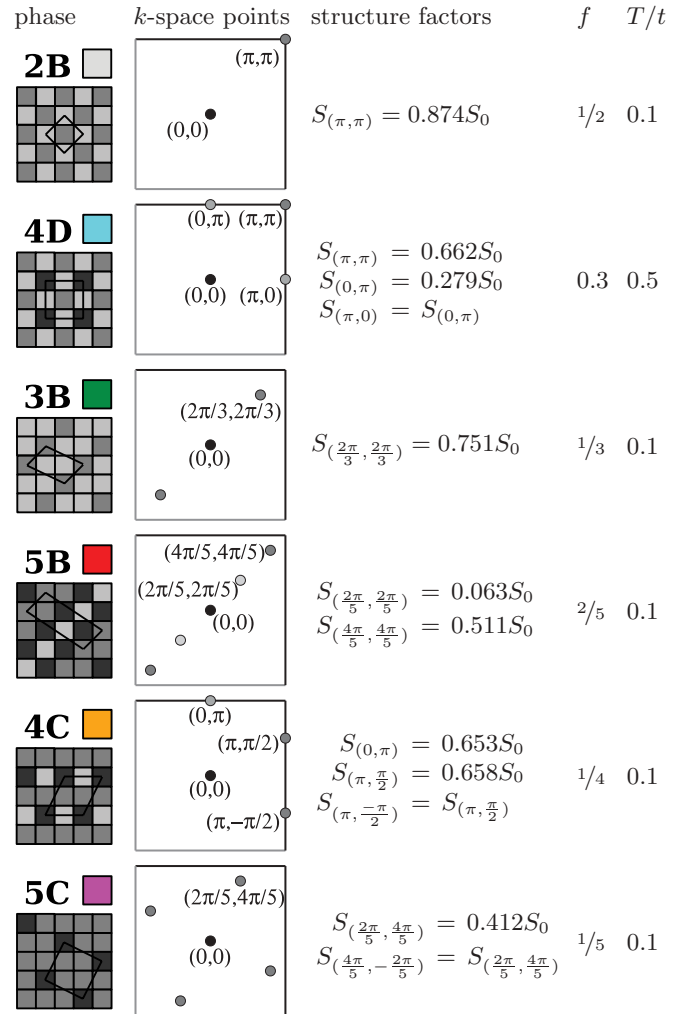 phase k-space points structure factors f T/t
2B
(π,π)
(0,0)
S(π,π) = 0.874S0
1/2 0.1
4D
(0,π) (π,π)
(0,0) (π,0)
S(π,π) = 0.662S0
S(0,π) = 0.279S0
S(π,0) = S(0,π)
0.3 0.5
3B
(2π/3,2π/3)
(0,0)
S(2π/3,2π/3) = 0.751S0
1/3 0.1
5B
(4π/5,4π/5)
(2π/5,2π/5)
(0,0)
S(2π/5,2π/5) = 0.063S0
S(4π/5,4π/5) = 0.511S0
2/5 0.1
4C
(0,π)
(π,π/2)
(0,0)
(π,−π/2)
S(0,π) = 0.653S0
S(π,π/2) = 0.658S0
S(π,−π/2) = S(π,π/2)
1/4 0.1
5C
(2π/5,4π/5)
(0,0)
S(2π/5,4π/5) = 0.412S0
S(4π/5,−2π/5) = S(2π/5,4π/5)
1/5 0.1